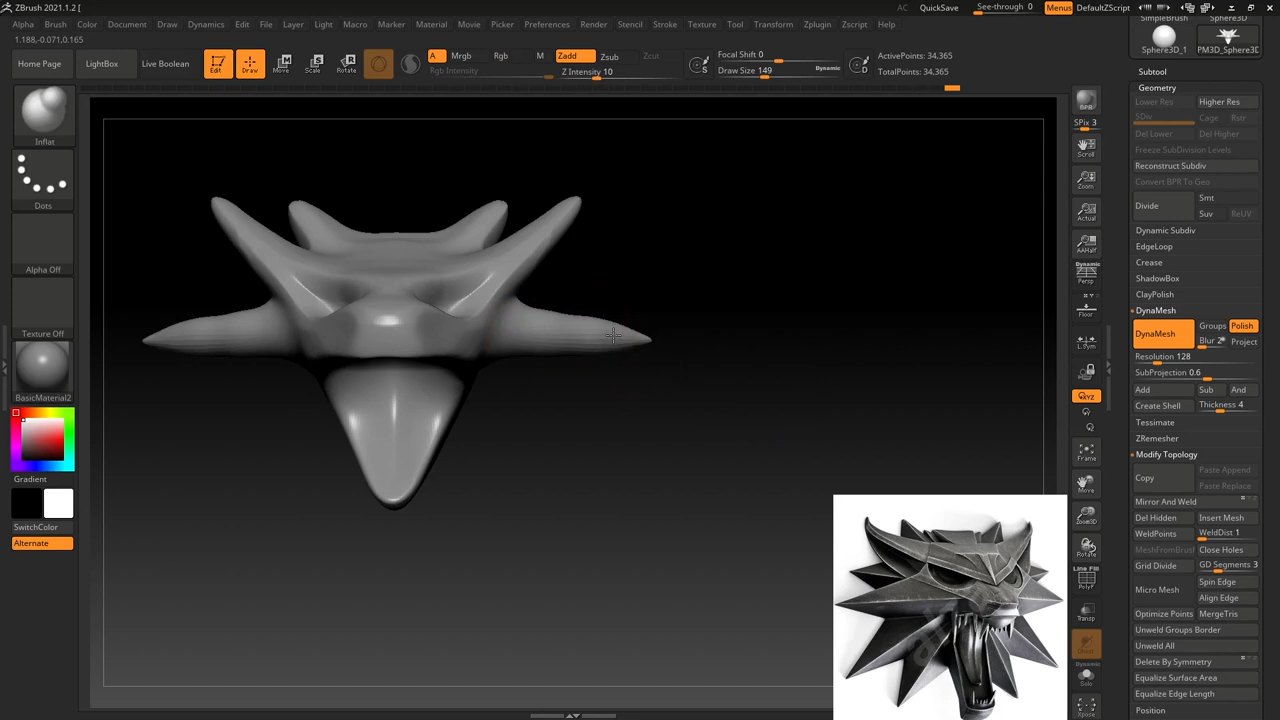 ZBrush 2021.1.2 [
AC QuickSave See-through 0 Menus DefaultZScript
Alpha Brush Color Document Draw Dynamics Edit File Layer Light Macro Marker Material Movie Picker Preferences Render Stencil Stroke Texture Tool Transform Zplugin Zscript Help
1.188,-0.071,0.165
Home Page LightBox Live Boolean
Edit Draw Move Scale Rotate
A Mrgb Rgb M Zadd Zsub Zcut
Rgb Intensity Z Intensity 10
Focal Shift 0
Draw Size 149 Dynamic
S D
ActivePoints: 34,365
TotalPoints: 34,365
Inflat
Dots
Alpha Off
Texture Off
BasicMaterial2
Gradient
SwitchColor
Alternate
BPR
SPix 3
Scroll
Zoom
Actual
AAHalf
Dynamic
Persp
Floor
L.Sym
XYZ
Frame
Move
Zoom3D
Rotate
Line Fill
PolyF
Transp
Dynamic
Solo
Xpose
SimpleBrush Sphere3D
Sphere3D_1 PM3D_Sphere3D
Subtool
Geometry
Lower Res Higher Res
SDiv Cage Rstr
Del Lower Del Higher
Freeze SubDivision Levels
Reconstruct Subdiv
Convert BPR To Geo
Divide Smt
Suv ReUV
Dynamic Subdiv
EdgeLoop
Crease
ShadowBox
ClayPolish
DynaMesh
DynaMesh Groups Polish
Blur 2 Project
Resolution 128
SubProjection 0.6
Add Sub And
Create Shell Thickness 4
Tessimate
ZRemesher
Modify Topology
Copy Paste Append
Paste Replace
Mirror And Weld
Del Hidden Insert Mesh
WeldPoints WeldDist 1
MeshFromBrush Close Holes
Grid Divide GD Segments 3
Micro Mesh Spin Edge
Align Edge
Optimize Points MergeTris
Unweld Groups Border
Unweld All
Delete By Symmetry
Equalize Surface Area
Equalize Edge Length
Position